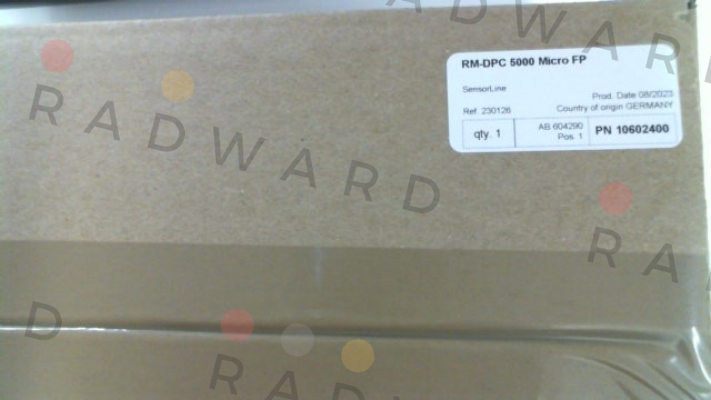 RM-DPC 5000 Micro FP
SensorLine
Prod. Date 08/2023
Ref. 230126
Country of origin GERMANY
qty. 1
AB 604290
Pos. 1
PN 10602400
RADWARD
RADWARD
RA
D
RADWARD